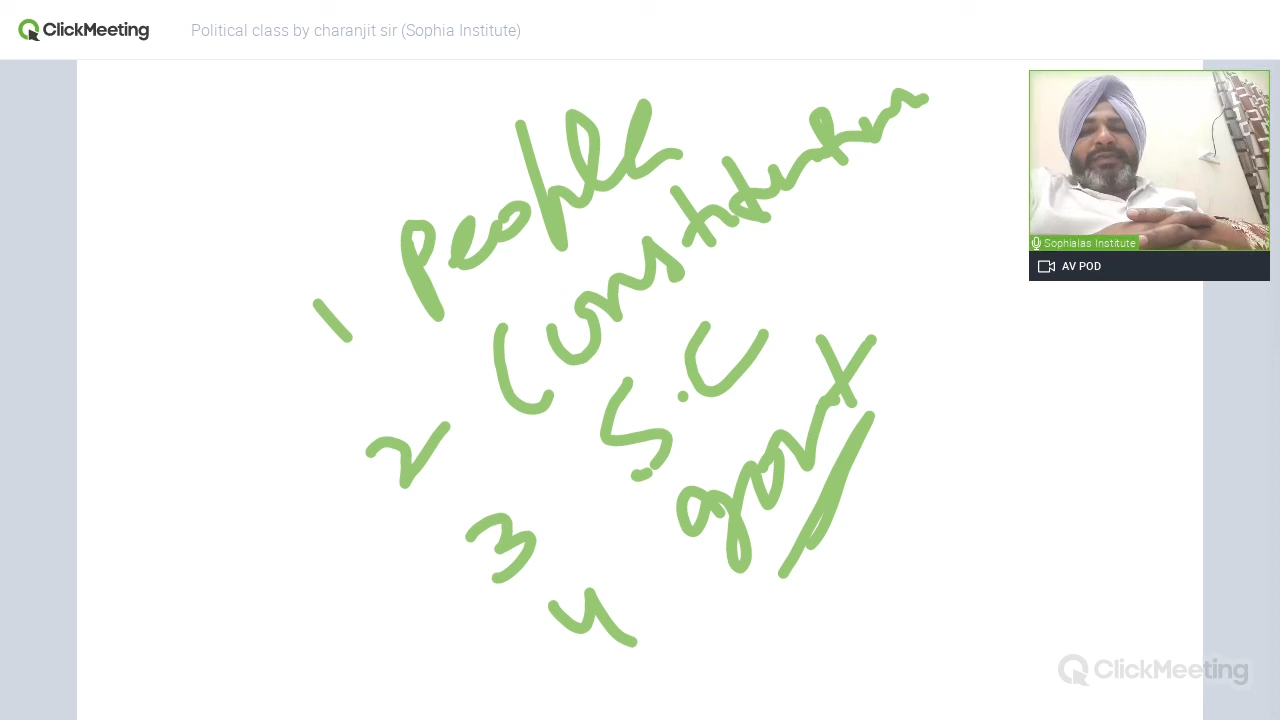 ClickMeeting Political class by charanjit sir (Sophia Institute)
1 people
2 Constitution
3 S.C
4 govt
Sophiaias Institute
AV POD
ClickMeeting